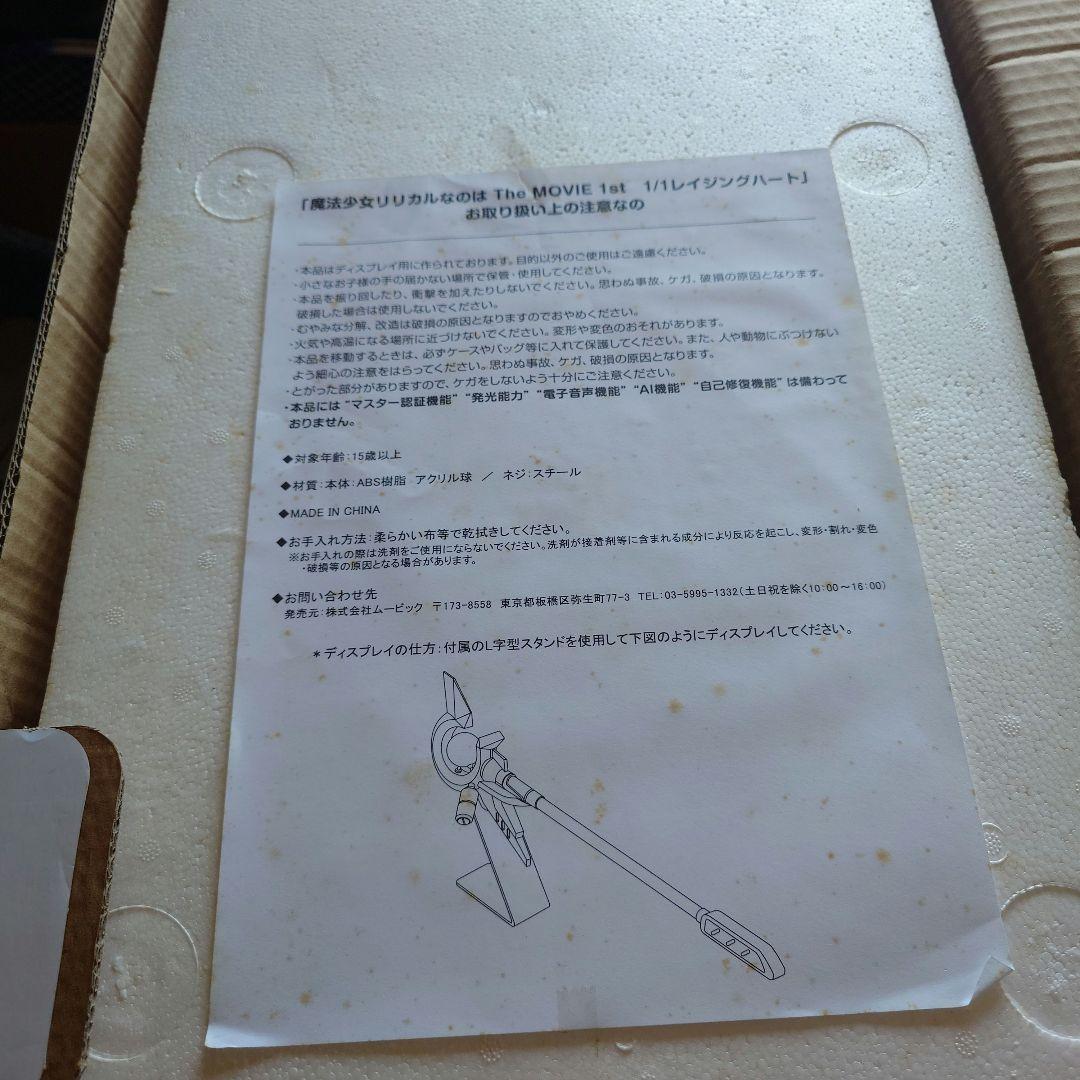 「魔法少女リリカルなのは The MOVIE 1st　1/1レイジングハート」
お取り扱い上の注意なの
・本品はディスプレイ用に作られております。目的以外のご使用はご遠慮ください。
・小さなお子様の手の届かない場所で保管・使用してください。
・本品を振り回したり、衝撃を加えたりしないでください。思わぬ事故、ケガ、破損の原因となります。
破損した場合は使用しないでください。
・むやみな分解、改造は破損の原因となりますのでおやめください。
・火気や高温になる場所に近づけないでください。変形や変色のおそれがあります。
・本品を移動するときは、必ずケースやバッグ等に入れて保護してください。また、人や動物にぶつけない
よう細心の注意をはらってください。思わぬ事故、ケガ、破損の原因となります。
・とがった部分がありますので、ケガをしないよう十分にご注意ください。
・本品には “マスター認証機能” “発光能力” “電子音声機能” “AI機能” “自己修復機能” は備わって
おりません。
◆対象年齢：15歳以上
◆材質：本体：ABS樹脂　アクリル球　／　ネジ：スチール
◆MADE IN CHINA
◆お手入れ方法：柔らかい布等で乾拭きしてください。
※お手入れの際は洗剤をご使用にならないでください。洗剤が接着剤等に含まれる成分により反応を起こし、変形・割れ・変色
・破損等の原因となる場合があります。
◆お問い合わせ先
発売元：株式会社ムービック　〒173-8558　東京都板橋区弥生町77-3　TEL：03-5995-1332（土日祝を除く10：00～16：00）
＊ディスプレイの仕方：付属のL字型スタンドを使用して下図のようにディスプレイしてください。